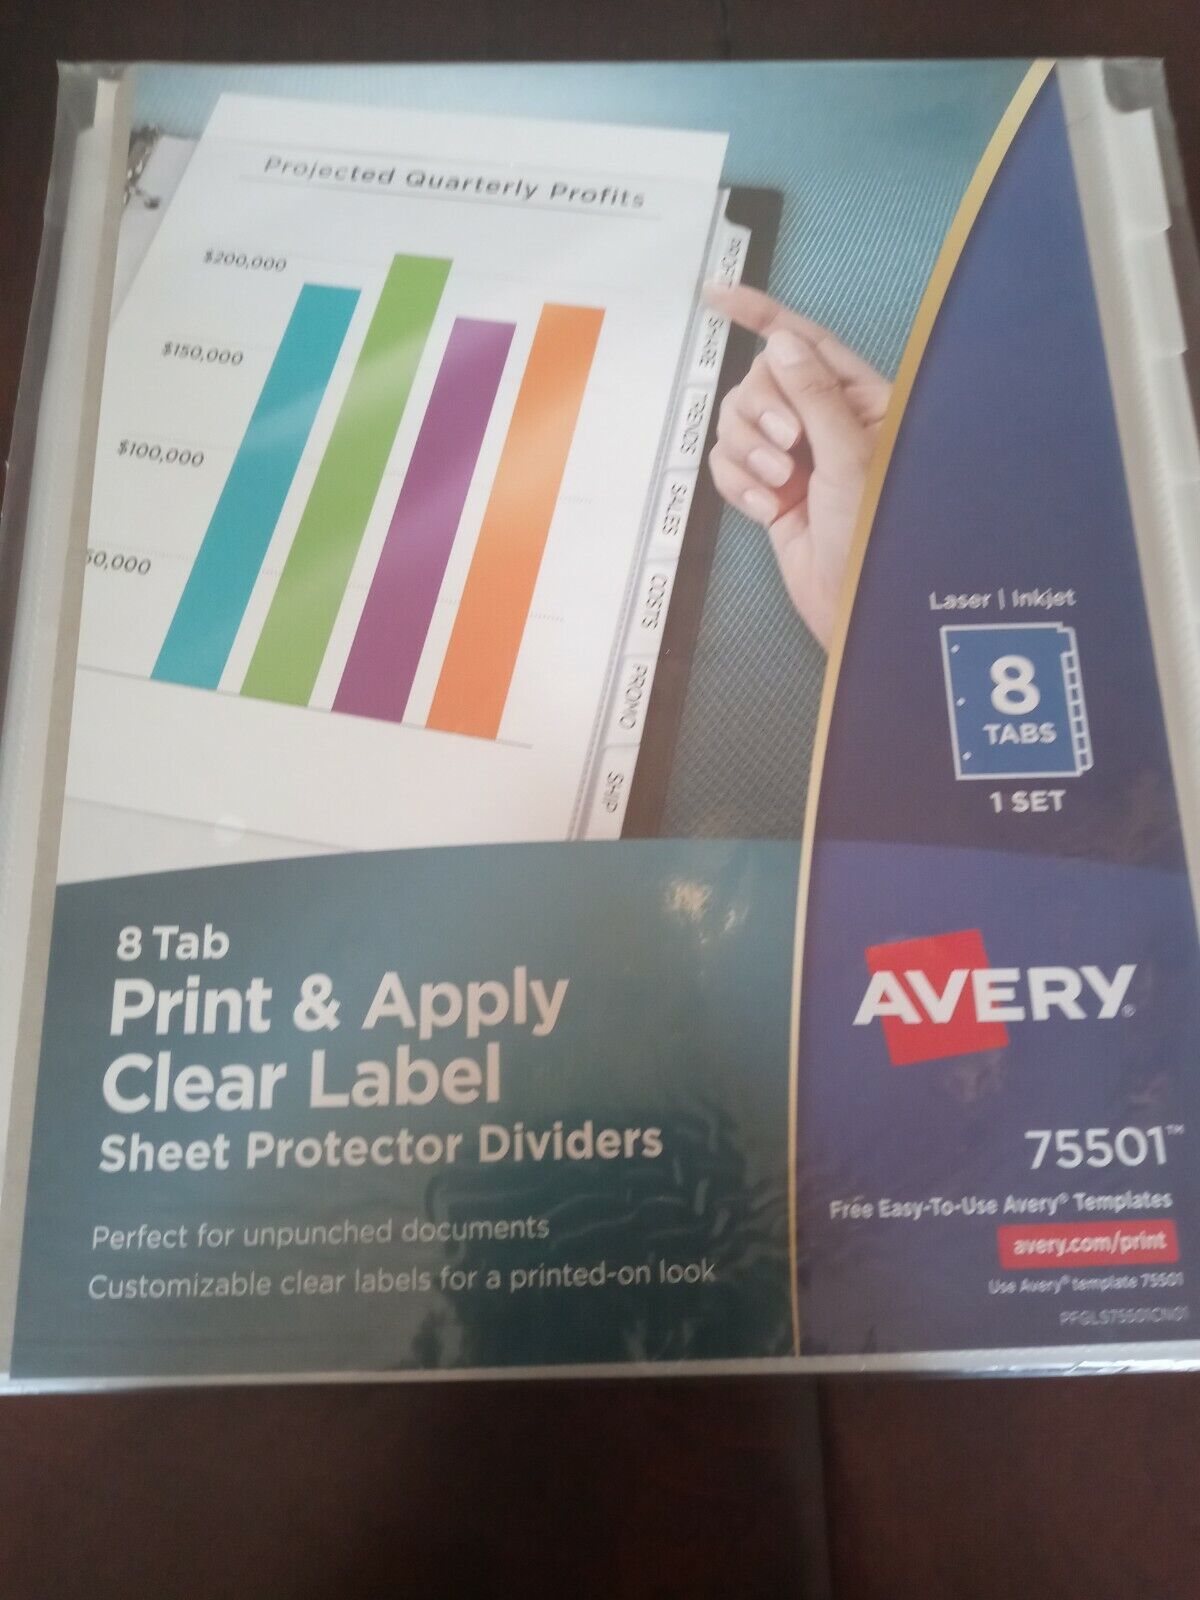 Projected Quarterly Profits
$200,000
$150,000
$100,000
50,000
SHARE
TRENDS
SALES
COSTS
PROMO
SHIP
Laser | Inkjet
8
TABS
1 SET
8 Tab
Print & Apply
Clear Label
Sheet Protector Dividers
Perfect for unpunched documents
Customizable clear labels for a printed-on look
AVERY®
75501™
Free Easy-To-Use Avery® Templates
avery.com/print
Use Avery® template 75501
PFGLS75501CN01